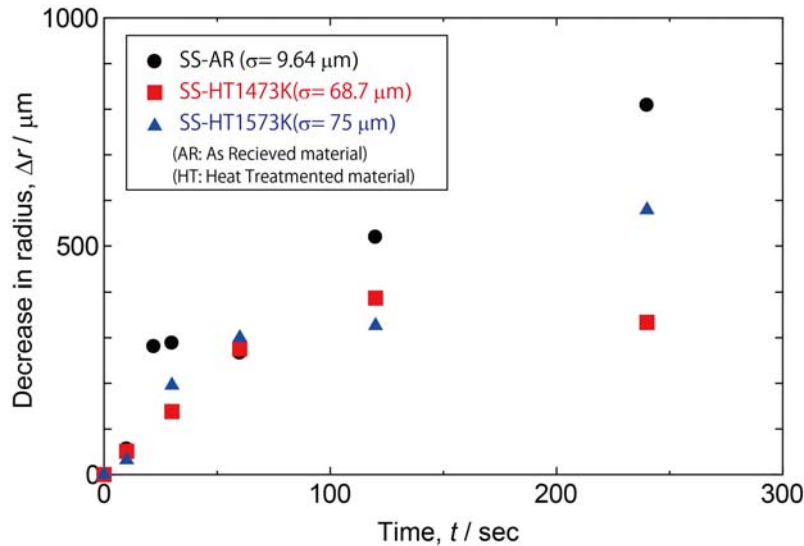 1000
SS-AR (σ= 9.64 μm)
SS-HT1473K(σ= 68.7 μm)
SS-HT1573K(σ= 75 μm)
(AR: As Recieved material)
(HT: Heat Treatmented material)
500
0
Decrease in radius, Δr / μm
0 100 200 300
Time, t / sec